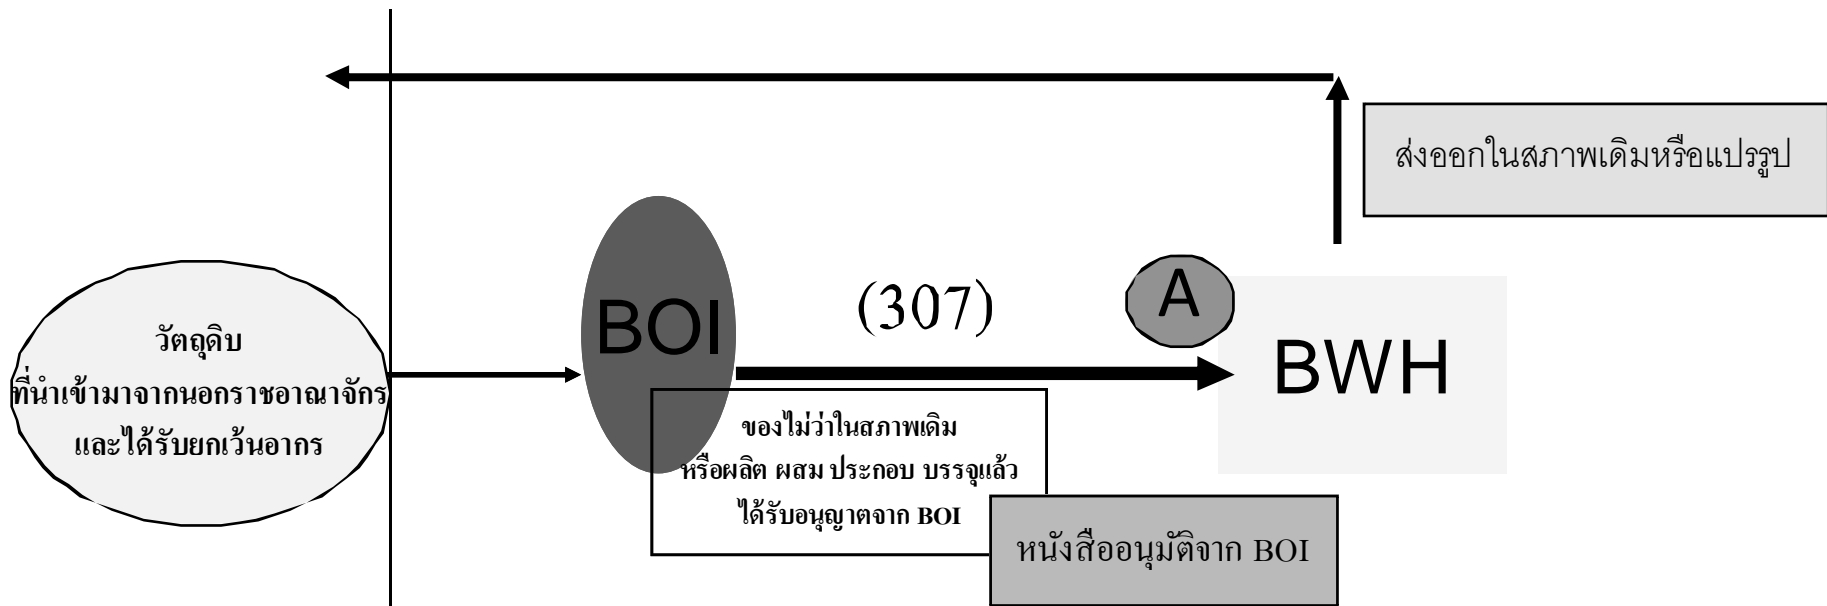 ส่งออกในสภาพเดิมหรือแปรรูป
วัตถุดิบ
ที่นำเข้ามาจากนอกราชอาณาจักร
และได้รับยกเว้นอากร
BOI
(307)
A
BWH
ของไม่ว่าในสภาพเดิม
หรือผลิต ผสม ประกอบ บรรจุแล้ว
ได้รับอนุญาตจาก BOI
หนังสืออนุมัติจาก BOI